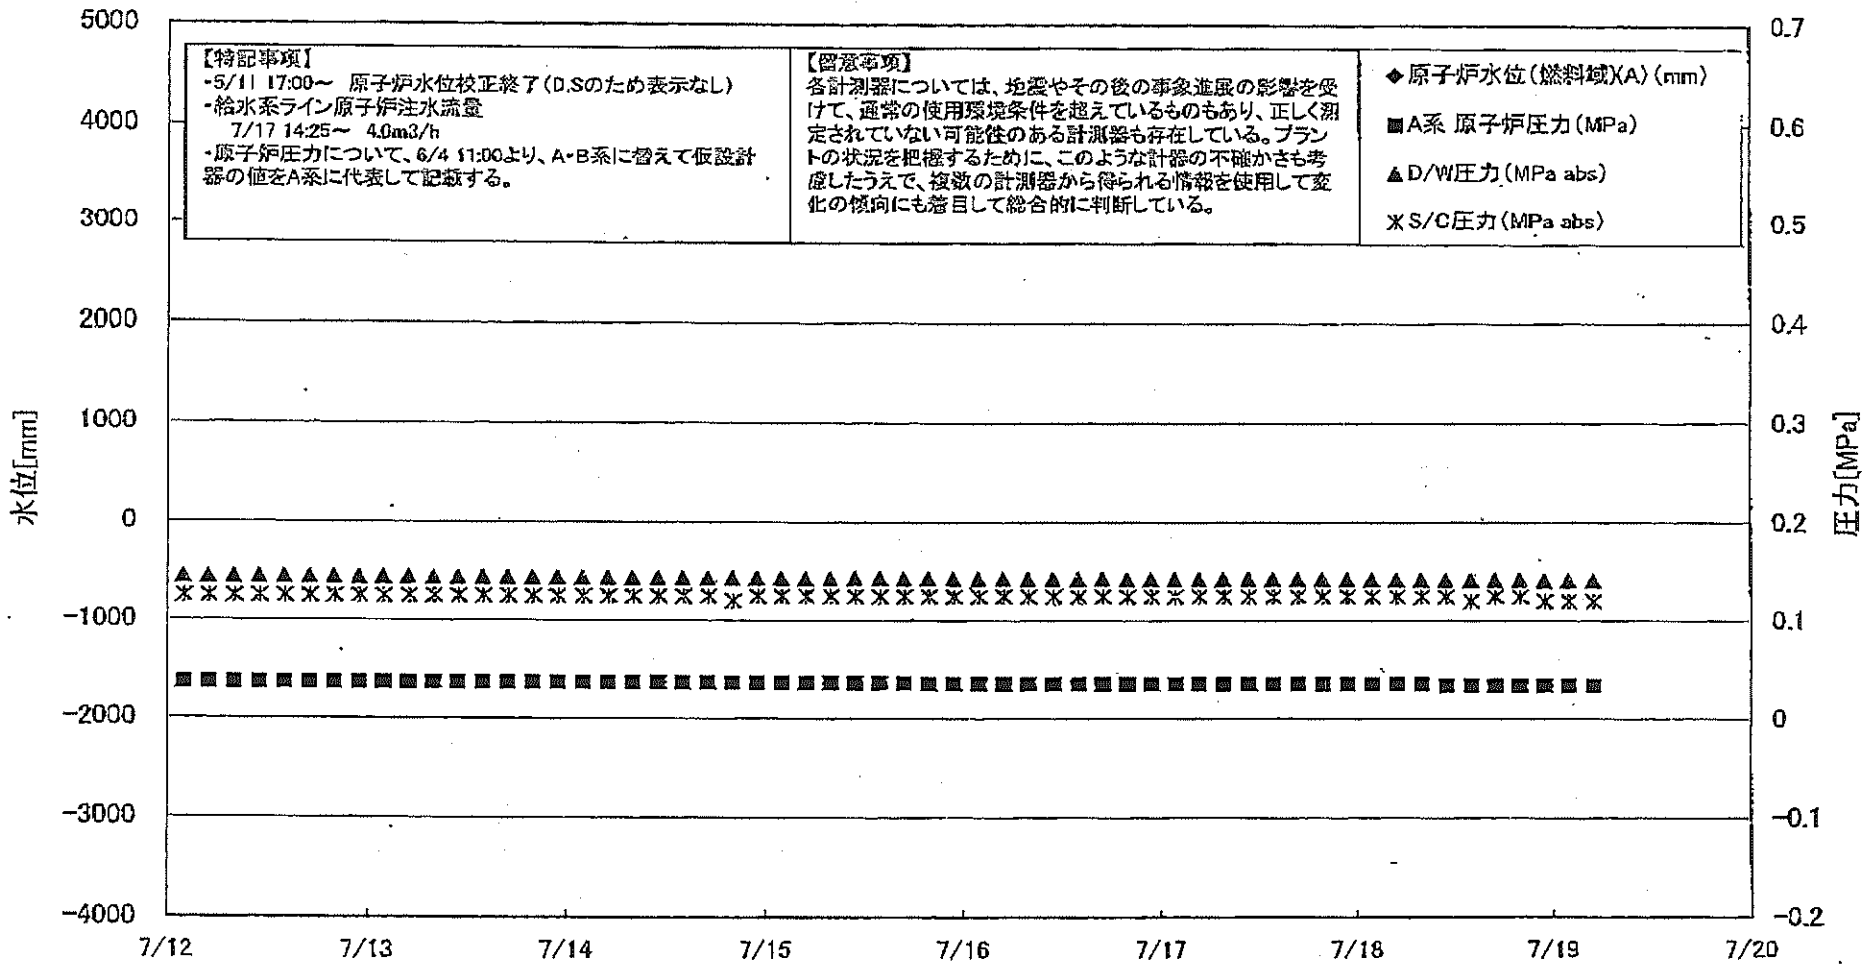 5000
4000
3000
2000
1000
0
-1000
-2000
-3000
-4000
水位[mm]
【特記事項】
・5/11 17:00～ 原子炉水位校正終了(D.Sのため表示なし)
・給水系ライン原子炉注水流量
7/17 14:25～ 4.0m3/h
・原子炉圧力について、6/4 11:00より、A・B系に替えて仮設計
器の値をA系に代表して記載する。
【留意事項】
各計測器については、地震やその後の事象進展の影響を受
けて、通常の使用環境条件を超えているものもあり、正しく測
定されていない可能性のある計測器も存在している。プラン
トの状況を把握するために、このような計器の不確かさも考
慮したうえで、複数の計測器から得られる情報を使用して変
化の傾向にも着目して総合的に判断している。
◆原子炉水位(燃料域)(A)(mm)
■A系 原子炉圧力(MPa)
▲D/W圧力(MPa abs)
S/C圧力(MPa abs)
0.7
0.6
0.5
0.4
0.3
0.2
0.1
0
-0.1
-0.2
圧力[MPa]
7/12 7/13 7/14 7/15 7/16 7/17 7/18 7/19 7/20